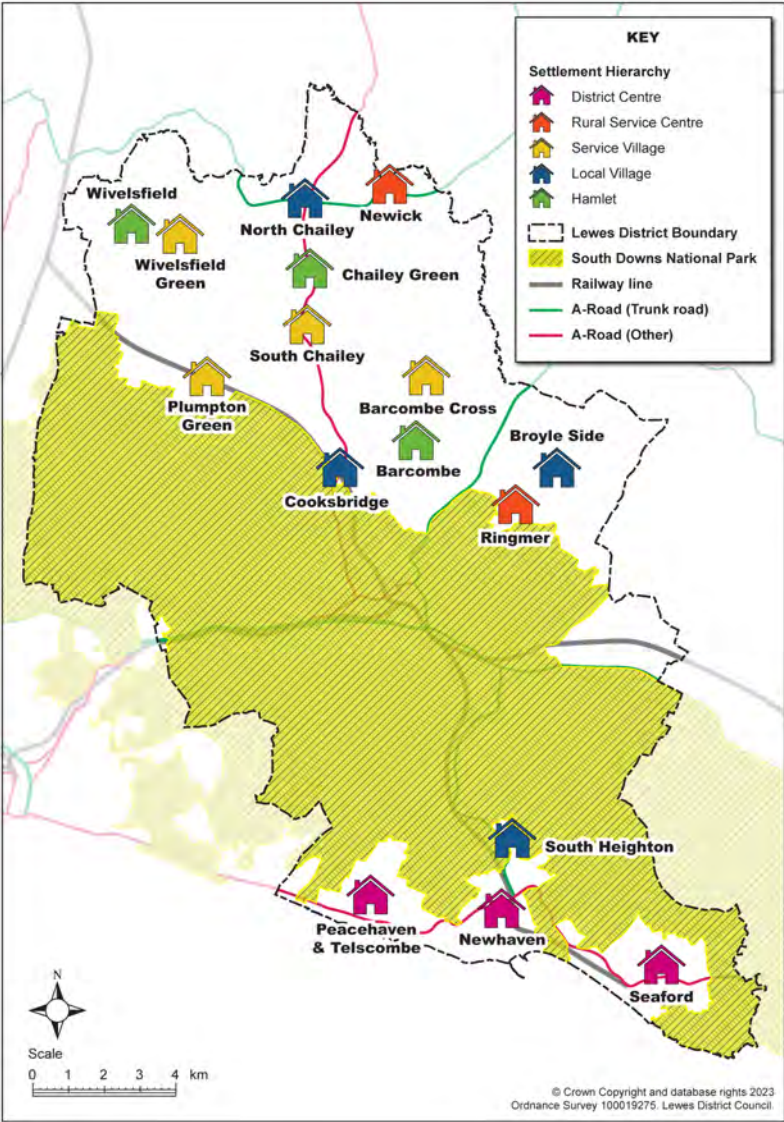 KEY
Settlement Hierarchy
District Centre
Rural Service Centre
Service Village
Local Village
Hamlet
Lewes District Boundary
South Downs National Park
Railway line
A-Road (Trunk road)
A-Road (Other)
Wivelsfield
Wivelsfield
Green
North Chailey
Newick
Chailey Green
South Chailey
Plumpton
Green
Barcombe Cross
Barcombe
Cooksbridge
Broyle Side
Ringmer
South Heighton
Peacehaven
& Telscombe
Newhaven
Seaford
N
Scale
0 1 2 3 4 km
© Crown Copyright and database rights 2023
Ordnance Survey 100019275. Lewes District Council.